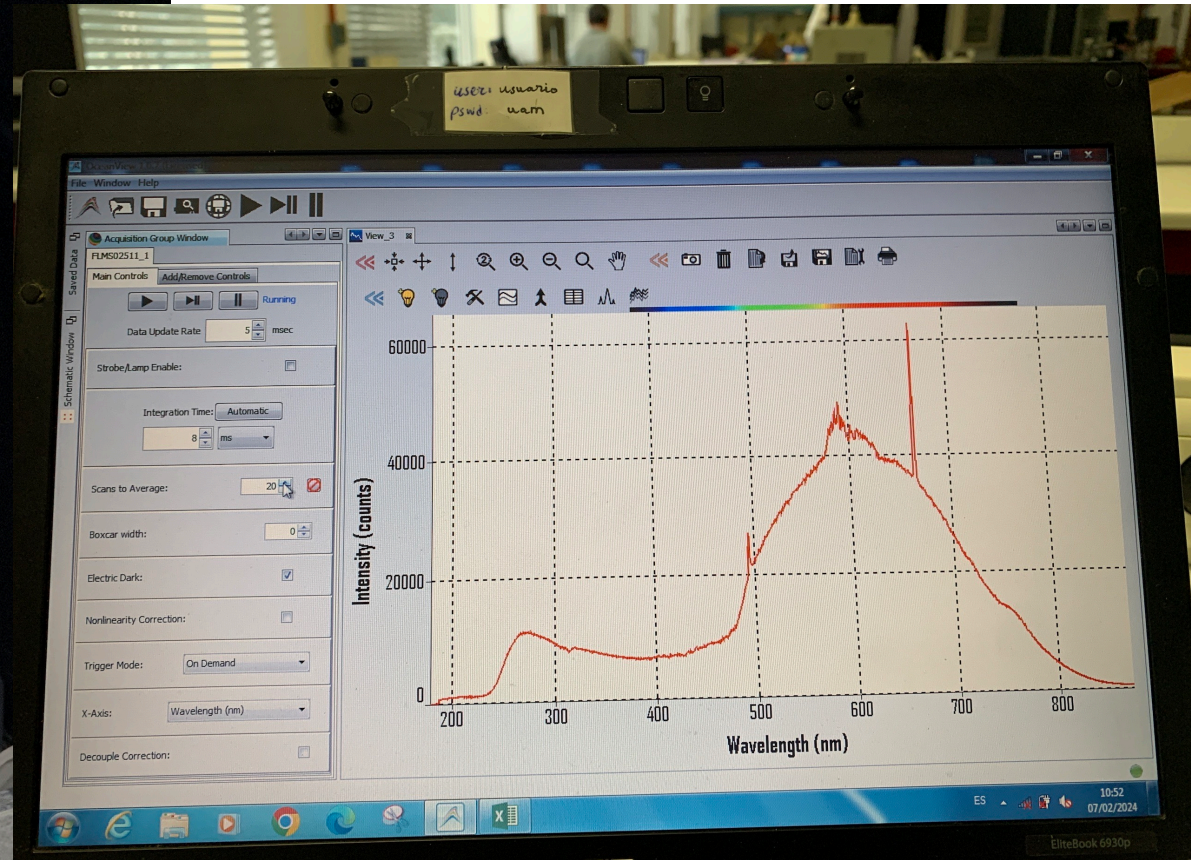 user: usuario
pswd: uam
File Window Help
Acquisition Group Window
View_3
FLMS02511_1
Main Controls Add/Remove Controls
Running
Data Update Rate 5 msec
Strobe/Lamp Enable:
Integration Time: Automatic
8 ms
Scans to Average: 20
Boxcar width: 0
Electric Dark:
Nonlinearity Correction:
Trigger Mode: On Demand
X-Axis: Wavelength (nm)
Decouple Correction:
Saved Data
Schematic Window
Intensity (counts)
60000
40000
20000
0
200 300 400 500 600 700 800
Wavelength (nm)
ES
10:52
07/02/2024
EliteBook 6930p